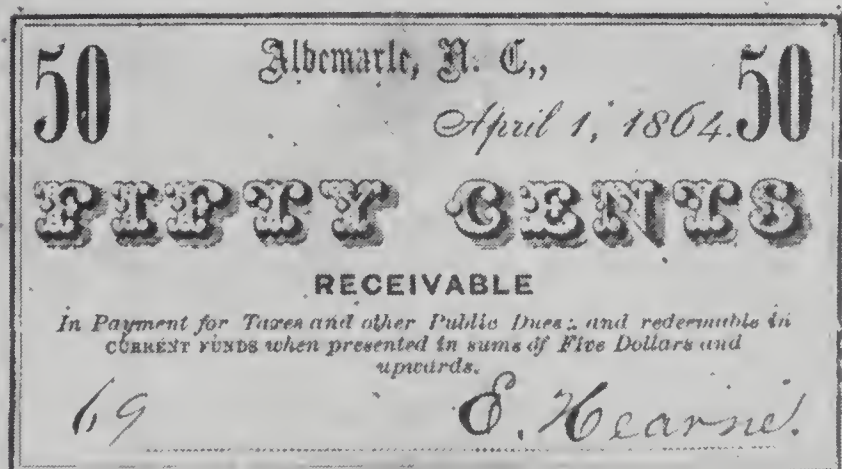 50 Albemarle, N. C., 50
April 1, 1864.
FIFTY CENTS
RECEIVABLE
In Payment for Taxes and other Public Dues; and redeemable in
CURRENT FUNDS when presented in sums of Five Dollars and
upwards.
69 E. Hearne.